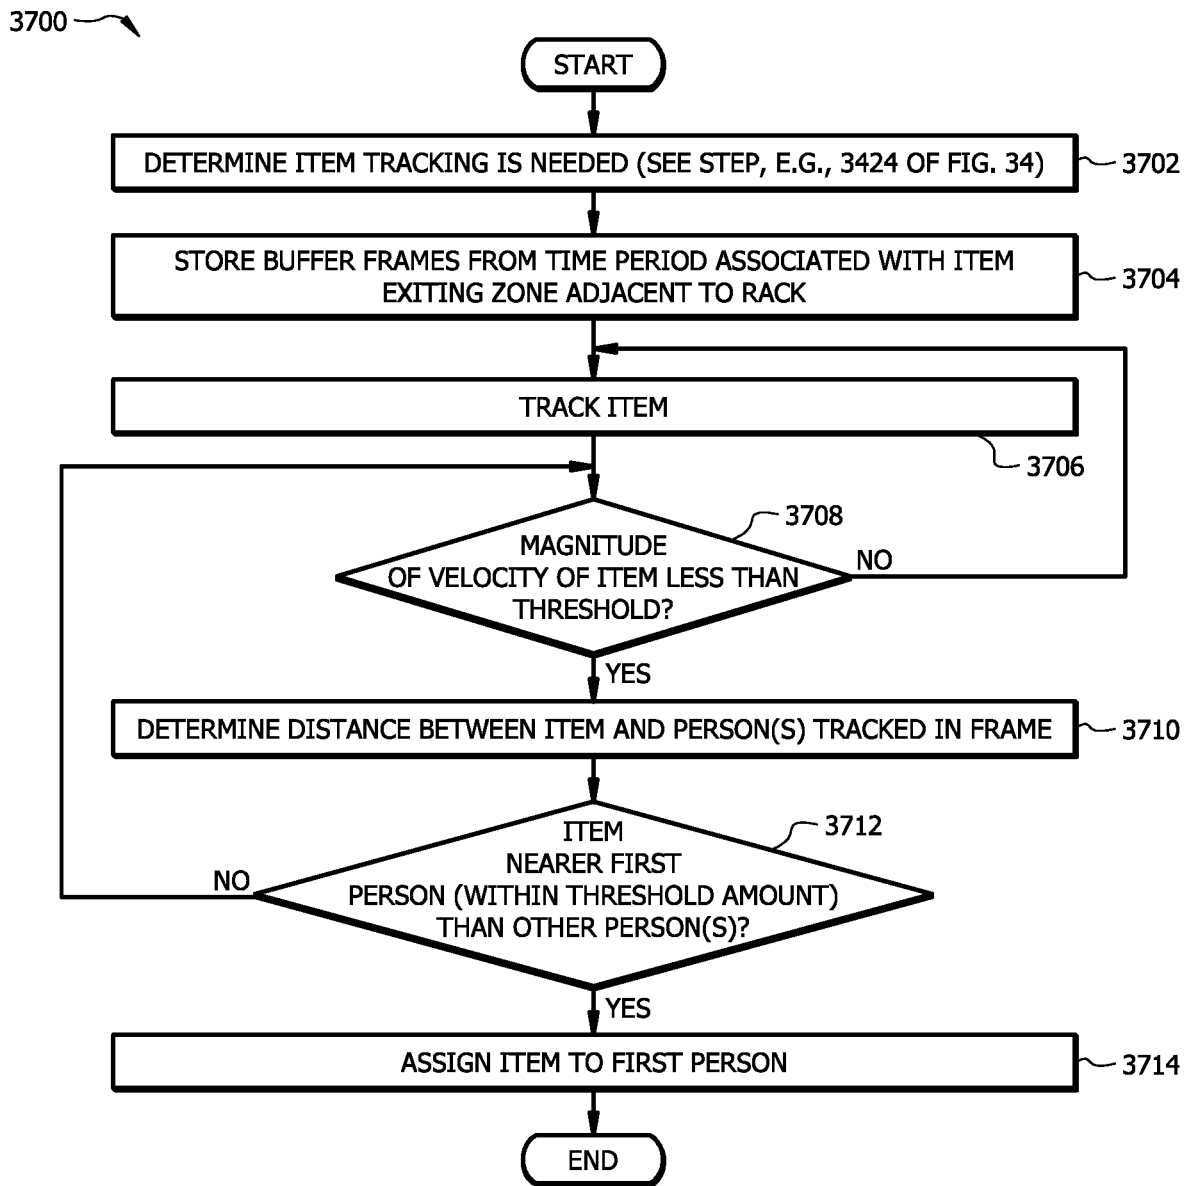 3700
START
DETERMINE ITEM TRACKING IS NEEDED (SEE STEP, E.G., 3424 OF FIG. 34)
3702
STORE BUFFER FRAMES FROM TIME PERIOD ASSOCIATED WITH ITEM
EXITING ZONE ADJACENT TO RACK
3704
TRACK ITEM
3706
3708
MAGNITUDE
OF VELOCITY OF ITEM LESS THAN
THRESHOLD?
NO
YES
DETERMINE DISTANCE BETWEEN ITEM AND PERSON(S) TRACKED IN FRAME
3710
3712
ITEM
NEARER FIRST
PERSON (WITHIN THRESHOLD AMOUNT)
THAN OTHER PERSON(S)?
NO
YES
ASSIGN ITEM TO FIRST PERSON
3714
END